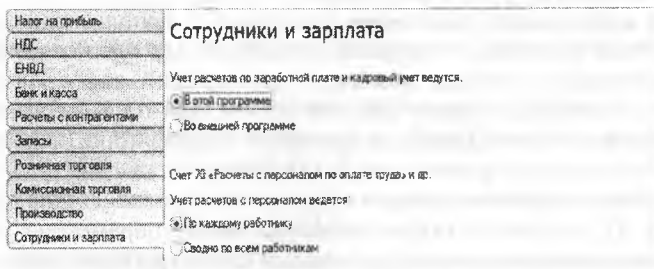 Налог на прибыль
НДС
ЕНВД
Банк и касса
Расчеты с контрагентами
Запасы
Розничная торговля
Комиссионная торговля
Производство
Сотрудники и зарплата
Сотрудники и зарплата
Учет расчетов по заработной плате и кадровый учет ведутся:
В этой программе
Во внешней программе
Счет 70 «Расчеты с персоналом по оплате труда» и др.
Учет расчетов с персоналом ведется
По каждому работнику
Сводно по всем работникам